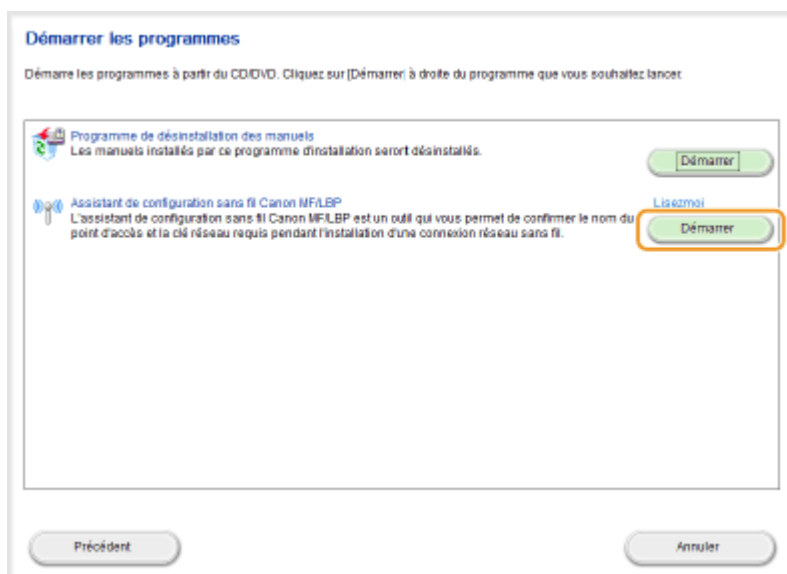 Démarrer les programmes
Démarre les programmes à partir du CD/DVD. Cliquez sur [Démarrer] à droite du programme que vous souhaitez lancer.
Programme de désinstallation des manuels
Les manuels installés par ce programme d'installation seront désinstallés.
Démarrer
Assistant de configuration sans fil Canon MF/LBP
Lisezmoi
L'assistant de configuration sans fil Canon MF/LBP est un outil qui vous permet de confirmer le nom du
point d'accès et la clé réseau requis pendant l'installation d'une connexion réseau sans fil.
Démarrer
Précédent
Annuler